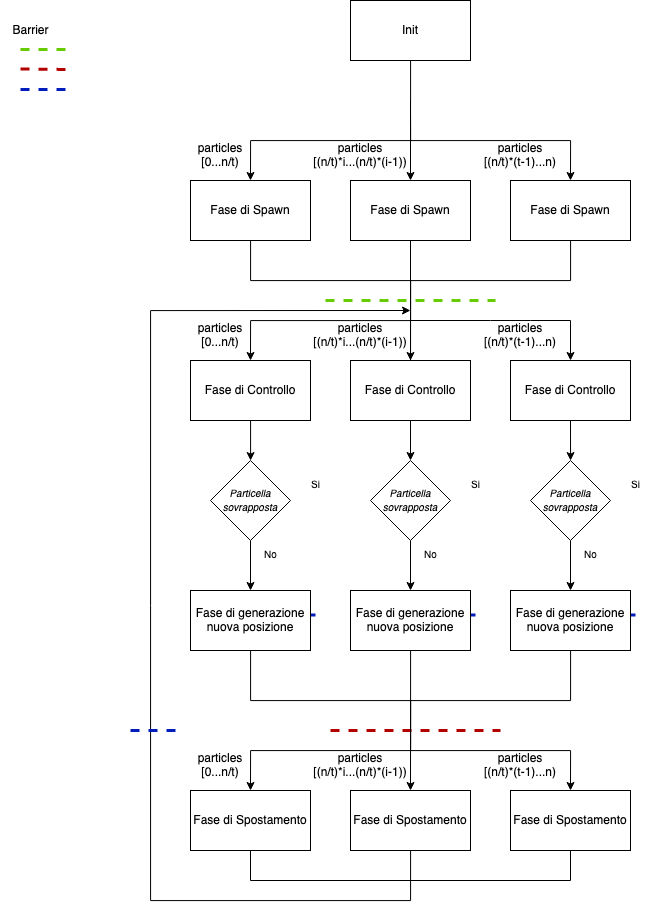 Barrier
Init
particles
[0...n/t)
particles
[(n/t)*i...(n/t)*(i-1))
particles
[(n/t)*(t-1)...n)
Fase di Spawn
Fase di Spawn
Fase di Spawn
particles
[0...n/t)
particles
[(n/t)*i...(n/t)*(i-1))
particles
[(n/t)*(t-1)...n)
Fase di Controllo
Fase di Controllo
Fase di Controllo
Particella
sovrapposta
Si
Particella
sovrapposta
Si
Particella
sovrapposta
Si
No
No
No
Fase di generazione
nuova posizione
Fase di generazione
nuova posizione
Fase di generazione
nuova posizione
particles
[0...n/t)
particles
[(n/t)*i...(n/t)*(i-1))
particles
[(n/t)*(t-1)...n)
Fase di Spostamento
Fase di Spostamento
Fase di Spostamento